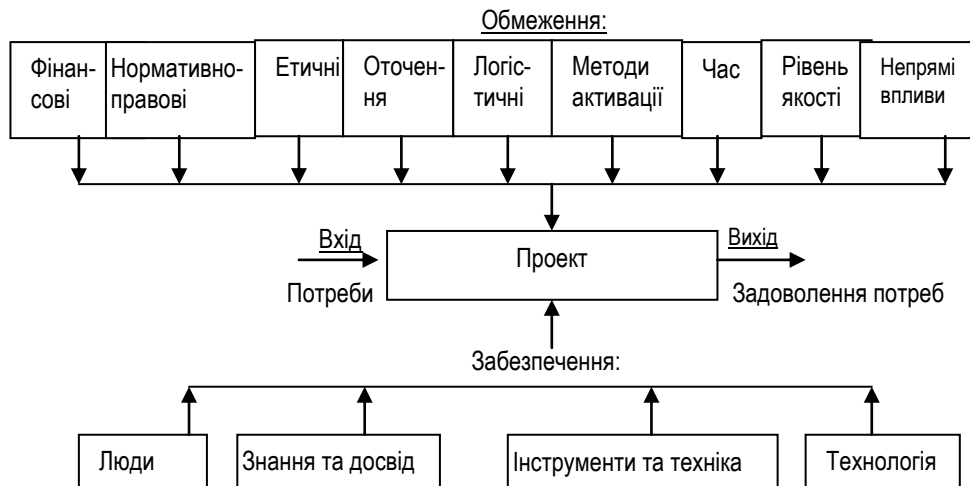 Обмеження:
Фінан-
сові
Нормативно-
правові
Етичні
Оточен-
ня
Логіс-
тичні
Методи
активації
Час
Рівень
якості
Непрямі
впливи
Вхід
Проект
Вихід
Потреби
Задоволення потреб
Забезпечення:
Люди
Знання та досвід
Інструменти та техніка
Технологія